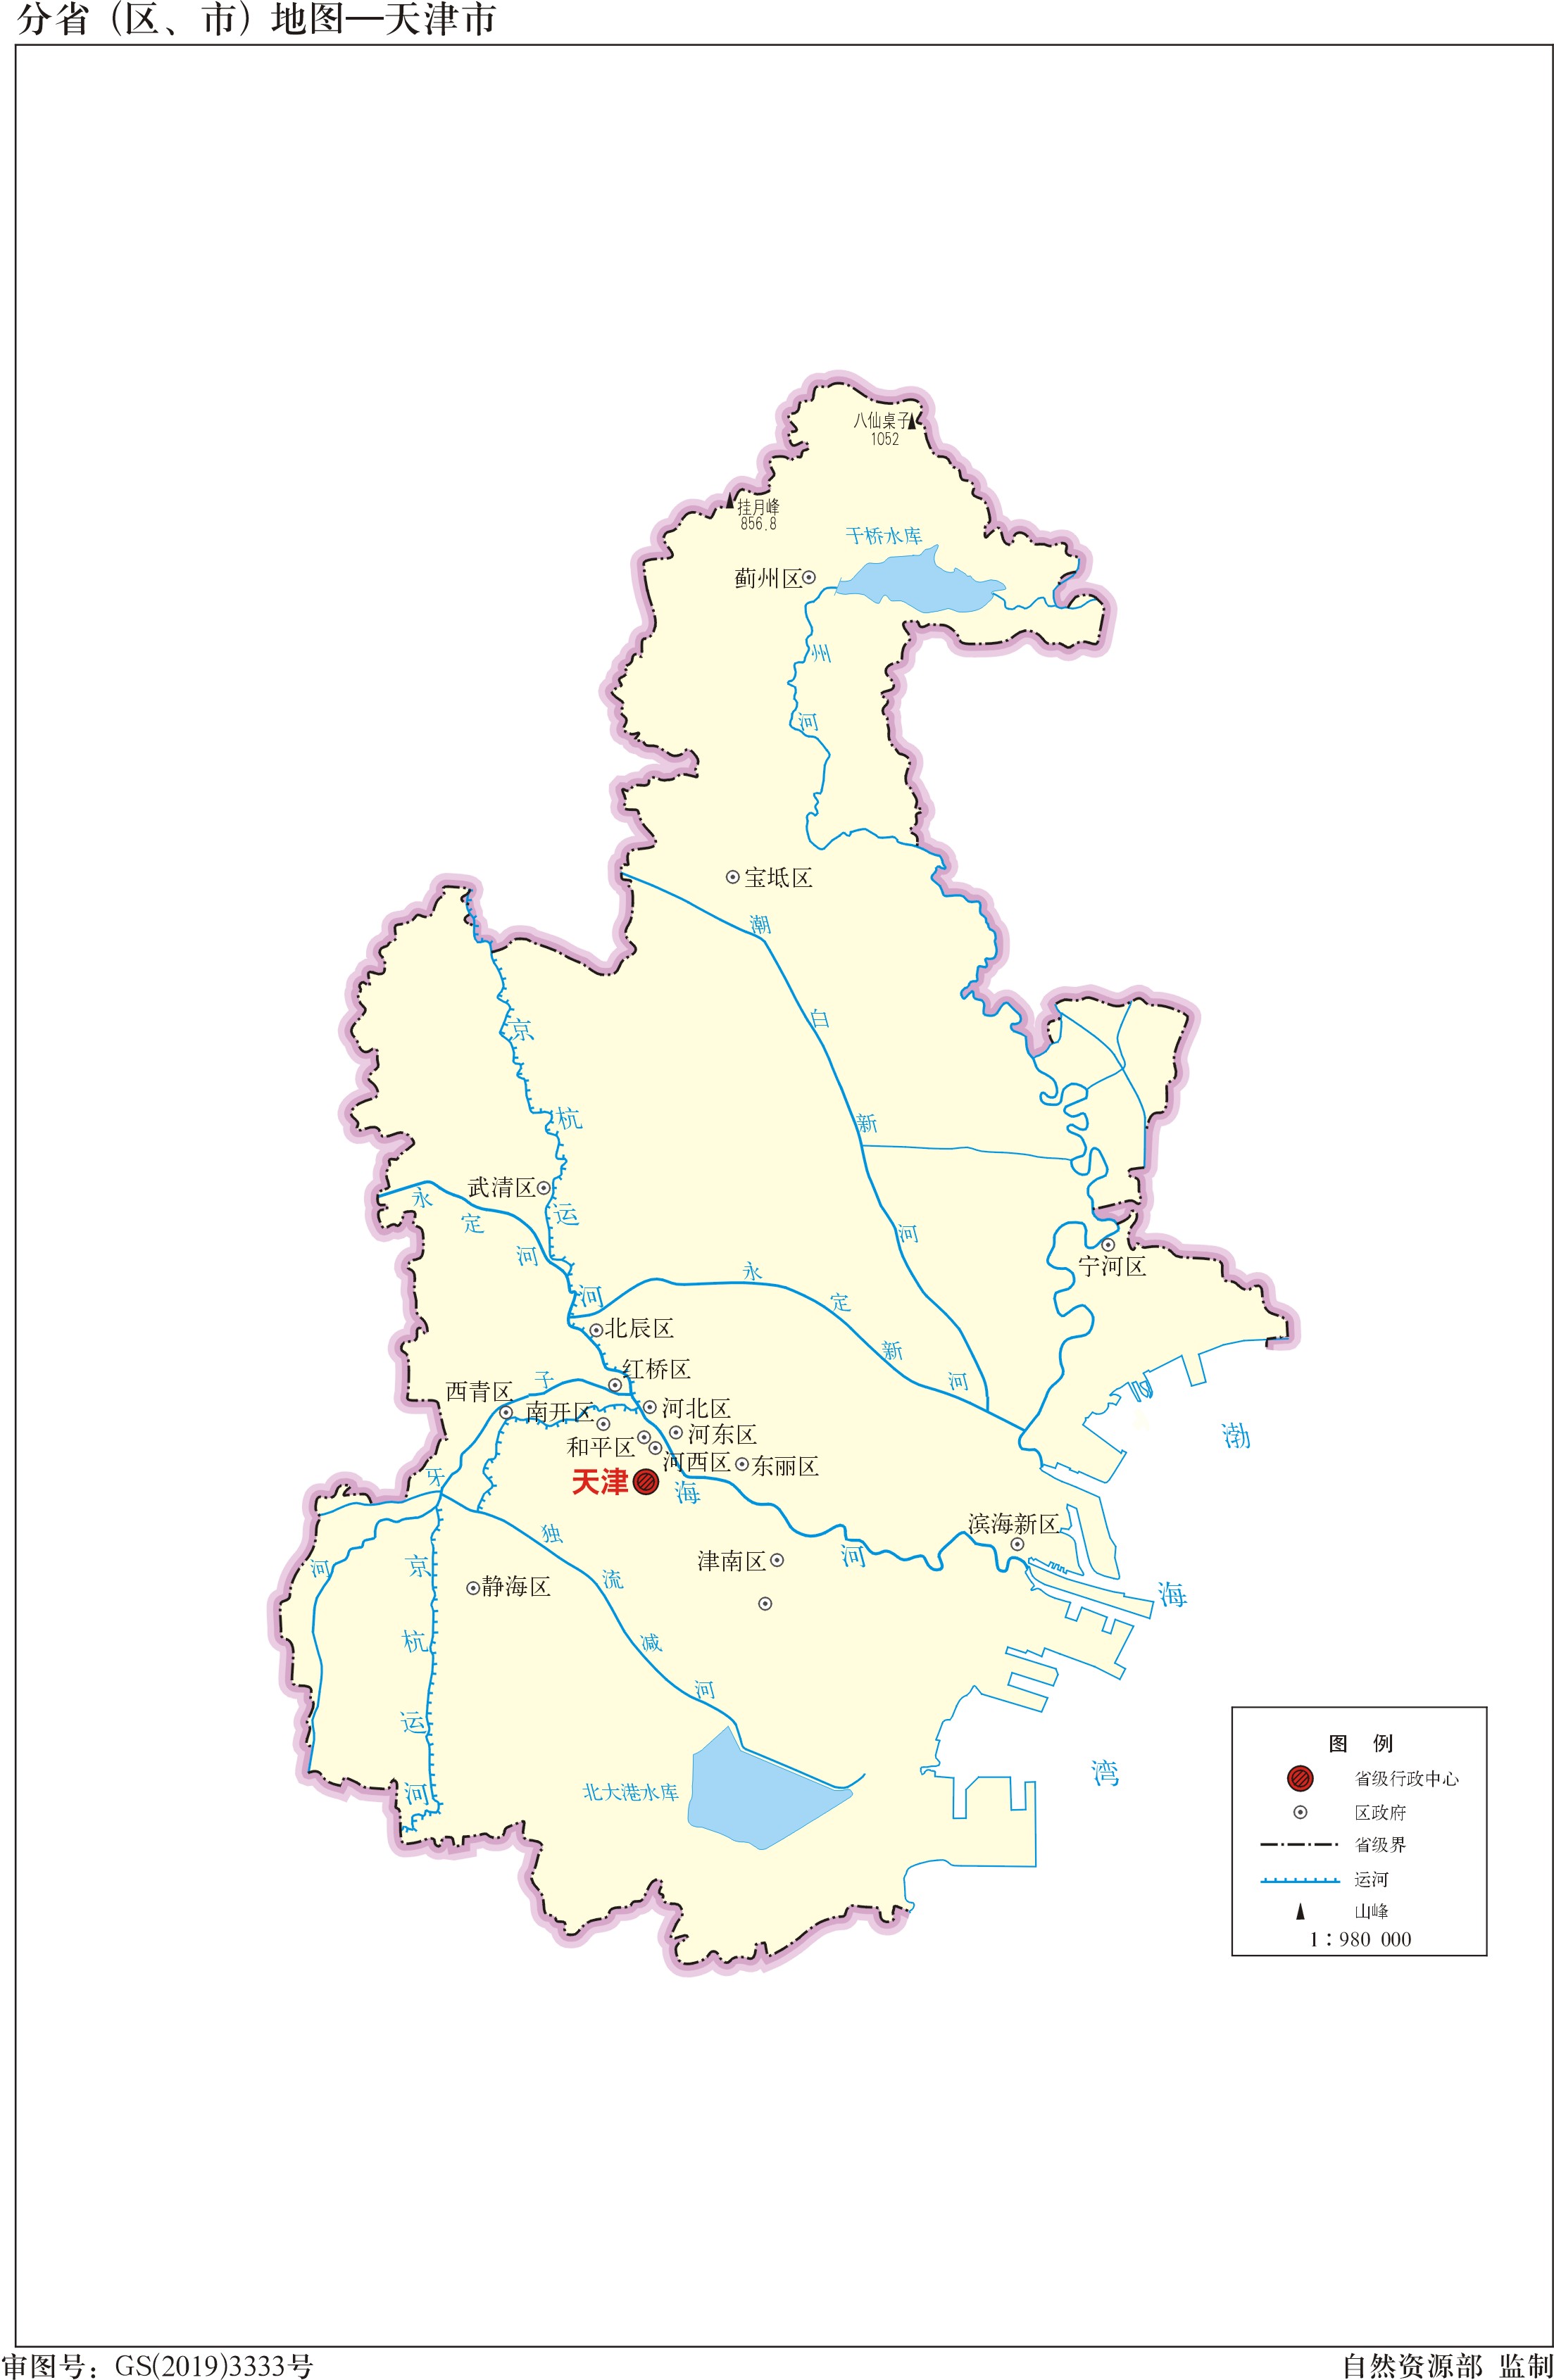 分省（区、市）地图—天津市
八仙桌子
1052
挂月峰
856.8
于桥水库
蓟州区
州
河
宝坻区
潮
白
新
河
京
杭
运
河
武清区
永
定
河
宁河区
永
定
新
河
北辰区
红桥区
子
西青区
南开区
河北区
河东区
和平区
河西区
东丽区
天津
牙
海
河
渤
海
湾
滨海新区
津南区
独
流
减
河
河
静海区
京
杭
运
河
北大港水库
图 例
省级行政中心
区政府
省级界
运河
山峰
1：980 000
审图号：GS(2019)3333号
自然资源部 监制